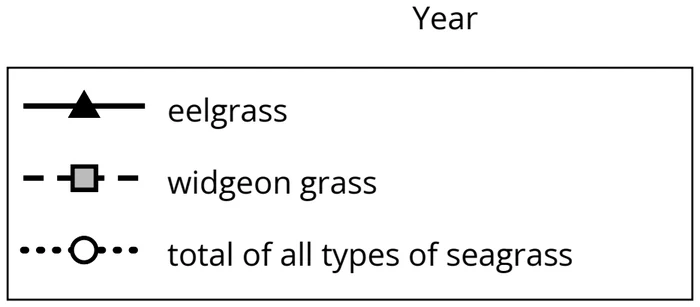 Year
eelgrass
widgeon grass
total of all types of seagrass